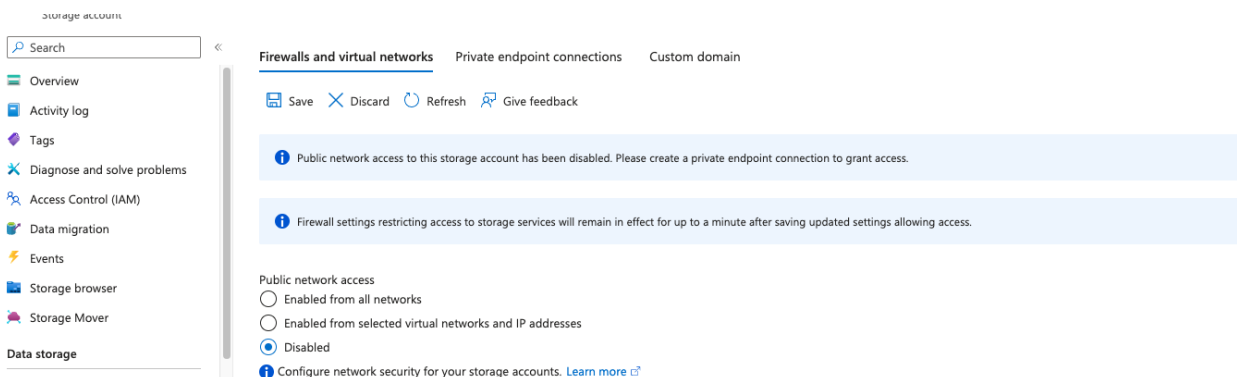 Storage account
Search
«
Overview
Activity log
Tags
Diagnose and solve problems
Access Control (IAM)
Data migration
Events
Storage browser
Storage Mover
Data storage
Firewalls and virtual networks Private endpoint connections Custom domain
Save Discard Refresh Give feedback
Public network access to this storage account has been disabled. Please create a private endpoint connection to grant access.
Firewall settings restricting access to storage services will remain in effect for up to a minute after saving updated settings allowing access.
Public network access
Enabled from all networks
Enabled from selected virtual networks and IP addresses
Disabled
Configure network security for your storage accounts. Learn more